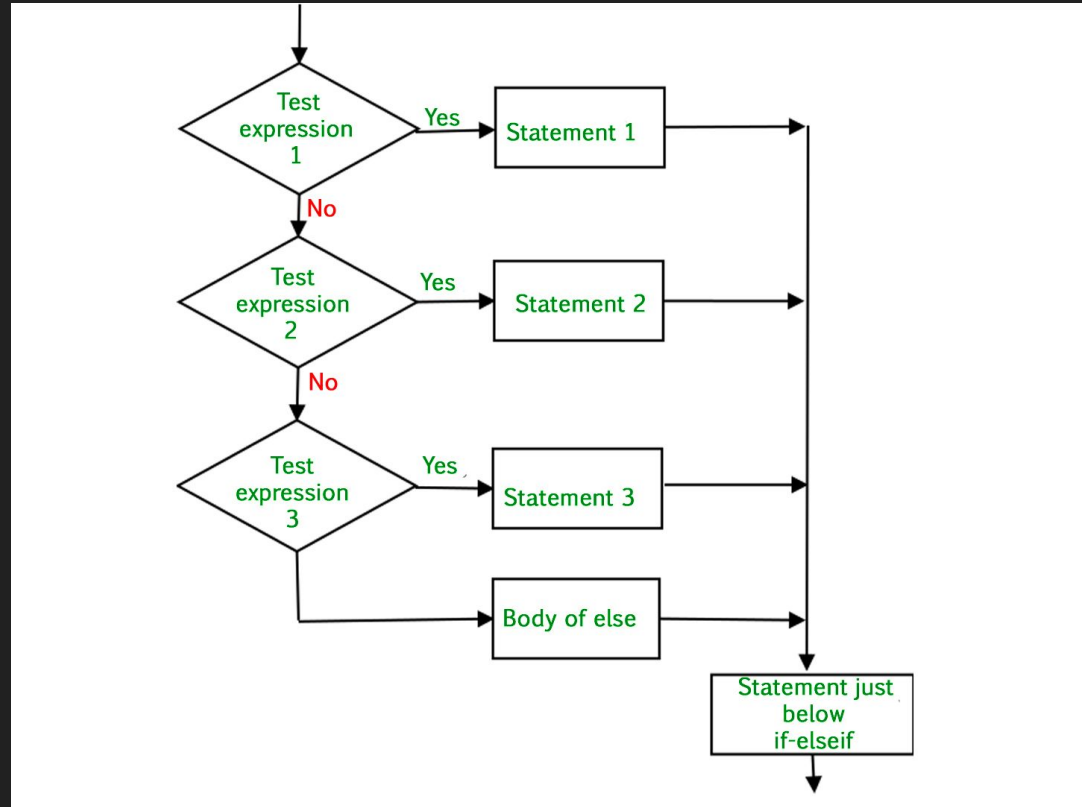 Test
expression
1
Yes
Statement 1
No
Test
expression
2
Yes
Statement 2
No
Test
expression
3
Yes
Statement 3
Body of else
Statement just
below
if-elseif